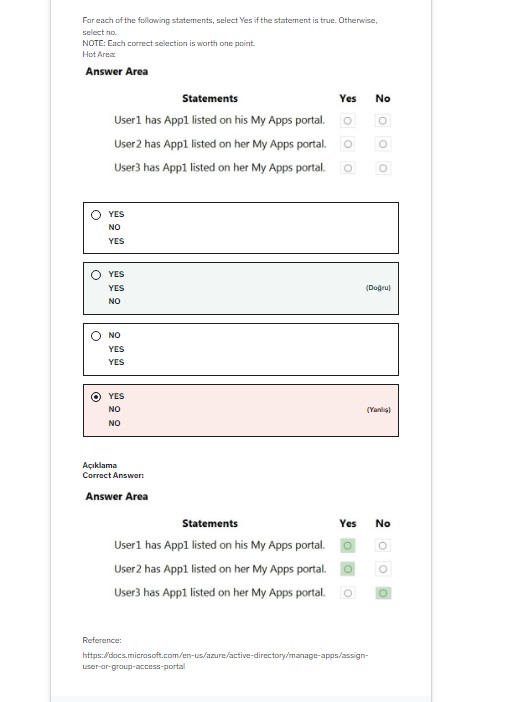 For each of the following statements, select Yes if the statement is true. Otherwise,
select no.
NOTE: Each correct selection is worth one point.
Hot Area:
Answer Area
Statements Yes No
User1 has App1 listed on his My Apps portal.
User2 has App1 listed on her My Apps portal.
User3 has App1 listed on her My Apps portal.
YES
NO
YES
YES
YES (Doğru)
NO
NO
YES
YES
YES
NO (Yanlış)
NO
Açıklama
Correct Answer:
Answer Area
Statements Yes No
User1 has App1 listed on his My Apps portal.
User2 has App1 listed on her My Apps portal.
User3 has App1 listed on her My Apps portal.
Reference:
https://docs.microsoft.com/en-us/azure/active-directory/manage-apps/assign-
user-or-group-access-portal